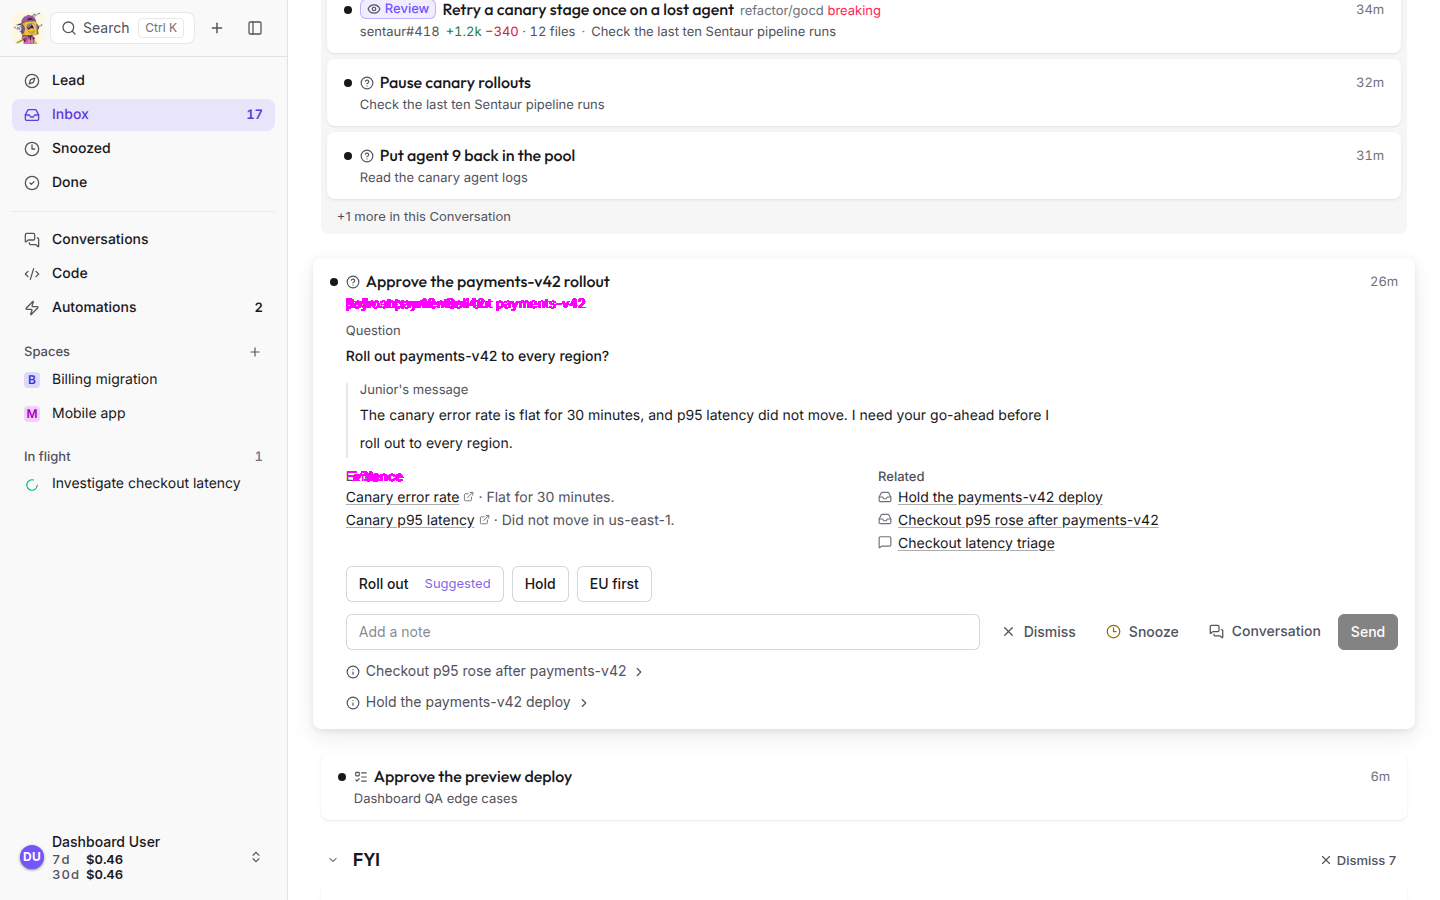 Search Ctrl K
Lead
Inbox 17
Snoozed
Done
Conversations
Code
Automations 2
Spaces
B Billing migration
M Mobile app
In flight 1
Investigate checkout latency
DU Dashboard User
7d $0.46
30d $0.46
Review Retry a canary stage once on a lost agent refactor/gocd breaking 34m
sentaur#418 +1.2k −340 · 12 files · Check the last ten Sentaur pipeline runs
Pause canary rollouts 32m
Check the last ten Sentaur pipeline runs
Put agent 9 back in the pool 31m
Read the canary agent logs
+1 more in this Conversation
Approve the payments-v42 rollout 26m
payments-v42
Question
Roll out payments-v42 to every region?
Junior's message
The canary error rate is flat for 30 minutes, and p95 latency did not move. I need your go-ahead before I
roll out to every region.
Related
Canary error rate · Flat for 30 minutes.
Canary p95 latency · Did not move in us-east-1.
Hold the payments-v42 deploy
Checkout p95 rose after payments-v42
Checkout latency triage
Roll out Suggested Hold EU first
Add a note Dismiss Snooze Conversation Send
Checkout p95 rose after payments-v42
Hold the payments-v42 deploy
Approve the preview deploy 6m
Dashboard QA edge cases
FYI Dismiss 7